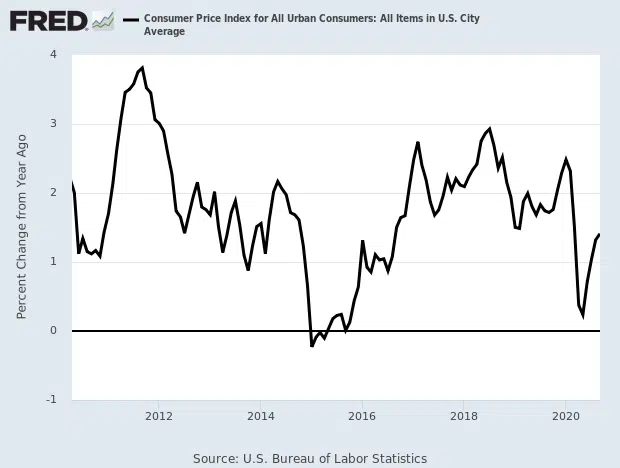 FRED
Consumer Price Index for All Urban Consumers: All Items in U.S. City
Average
Percent Change from Year Ago
4
3
2
1
0
-1
2012
2014
2016
2018
2020
Source: U.S. Bureau of Labor Statistics